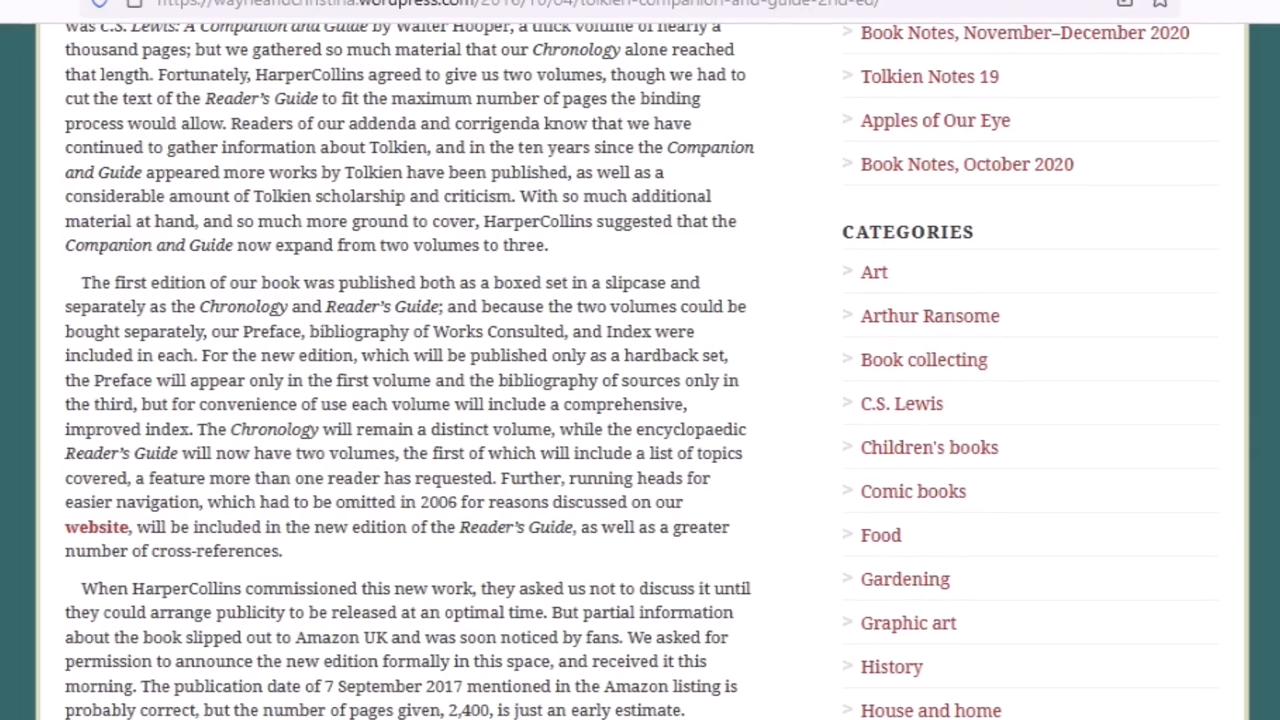 https://wayneandchristina.wordpress.com/2016/10/04/tolkien-companion-and-guide-2nd-ed/
was C.S. Lewis: A Companion and Guide by Walter Hooper, a thick volume of nearly a
thousand pages; but we gathered so much material that our Chronology alone reached
that length. Fortunately, HarperCollins agreed to give us two volumes, though we had to
cut the text of the Reader’s Guide to fit the maximum number of pages the binding
process would allow. Readers of our addenda and corrigenda know that we have
continued to gather information about Tolkien, and in the ten years since the Companion
and Guide appeared more works by Tolkien have been published, as well as a
considerable amount of Tolkien scholarship and criticism. With so much additional
material at hand, and so much more ground to cover, HarperCollins suggested that the
Companion and Guide now expand from two volumes to three.
The first edition of our book was published both as a boxed set in a slipcase and
separately as the Chronology and Reader’s Guide; and because the two volumes could be
bought separately, our Preface, bibliography of Works Consulted, and Index were
included in each. For the new edition, which will be published only as a hardback set,
the Preface will appear only in the first volume and the bibliography of sources only in
the third, but for convenience of use each volume will include a comprehensive,
improved index. The Chronology will remain a distinct volume, while the encyclopaedic
Reader’s Guide will now have two volumes, the first of which will include a list of topics
covered, a feature more than one reader has requested. Further, running heads for
easier navigation, which had to be omitted in 2006 for reasons discussed on our
website, will be included in the new edition of the Reader’s Guide, as well as a greater
number of cross-references.
When HarperCollins commissioned this new work, they asked us not to discuss it until
they could arrange publicity to be released at an optimal time. But partial information
about the book slipped out to Amazon UK and was soon noticed by fans. We asked for
permission to announce the new edition formally in this space, and received it this
morning. The publication date of 7 September 2017 mentioned in the Amazon listing is
probably correct, but the number of pages given, 2,400, is just an early estimate.
> Book Notes, November–December 2020
> Tolkien Notes 19
> Apples of Our Eye
> Book Notes, October 2020
CATEGORIES
> Art
> Arthur Ransome
> Book collecting
> C.S. Lewis
> Children's books
> Comic books
> Food
> Gardening
> Graphic art
> History
> House and home